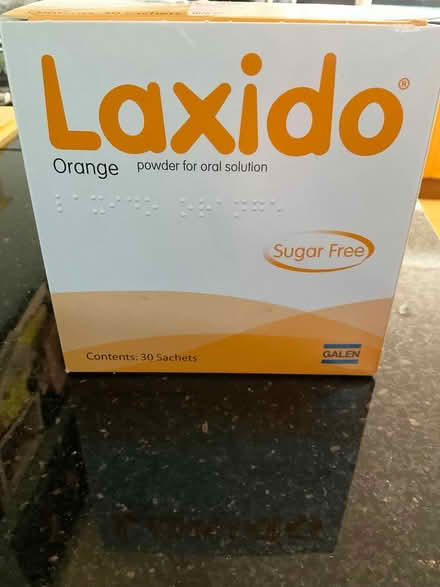 Laxido®
Orange powder for oral solution
Sugar Free
Contents: 30 Sachets
GALEN